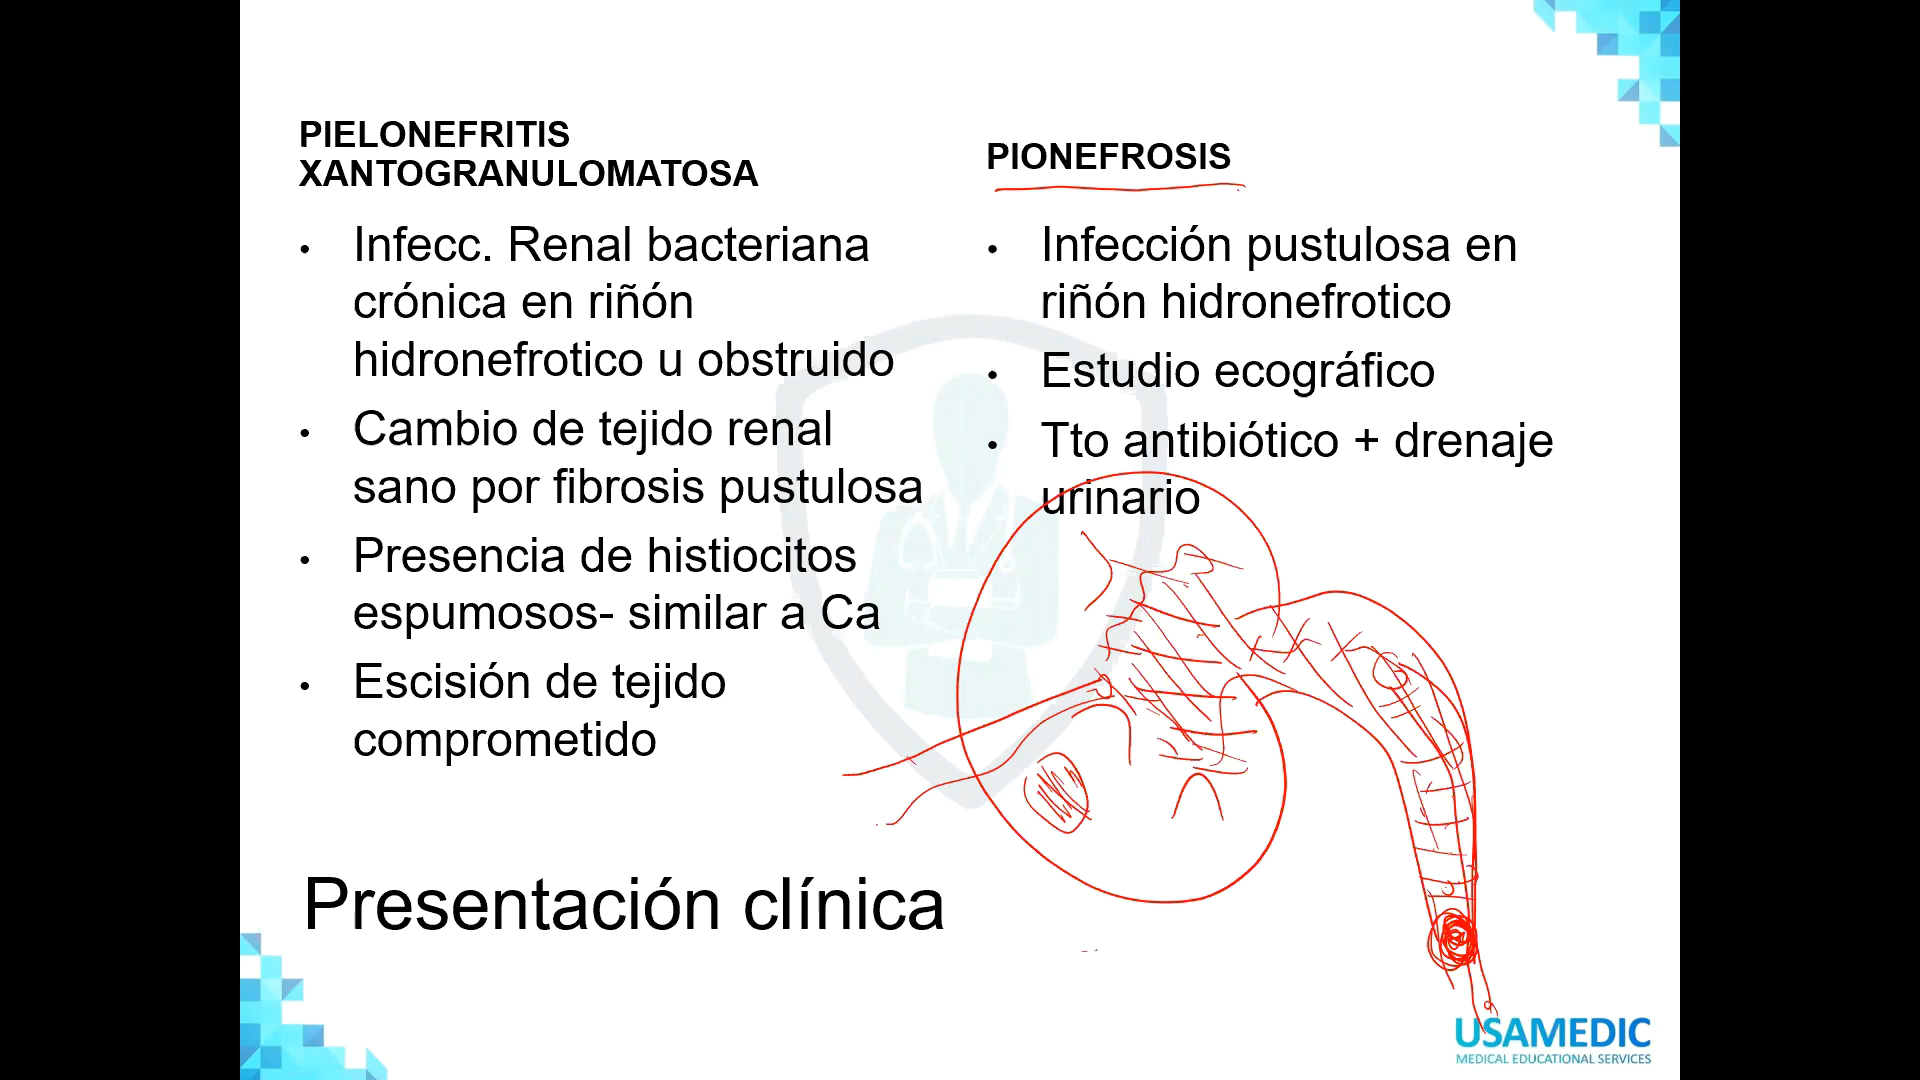 PIELONEFRITIS
XANTOGRANULOMATOSA
• Infecc. Renal bacteriana
crónica en riñón
hidronefrotico u obstruido
• Cambio de tejido renal
sano por fibrosis pustulosa
• Presencia de histiocitos
espumosos- similar a Ca
• Escisión de tejido
comprometido
PIONEFROSIS
• Infección pustulosa en
riñón hidronefrotico
• Estudio ecográfico
• Tto antibiótico + drenaje
urinario
Presentación clínica
USAMEDIC
MEDICAL EDUCATIONAL SERVICES